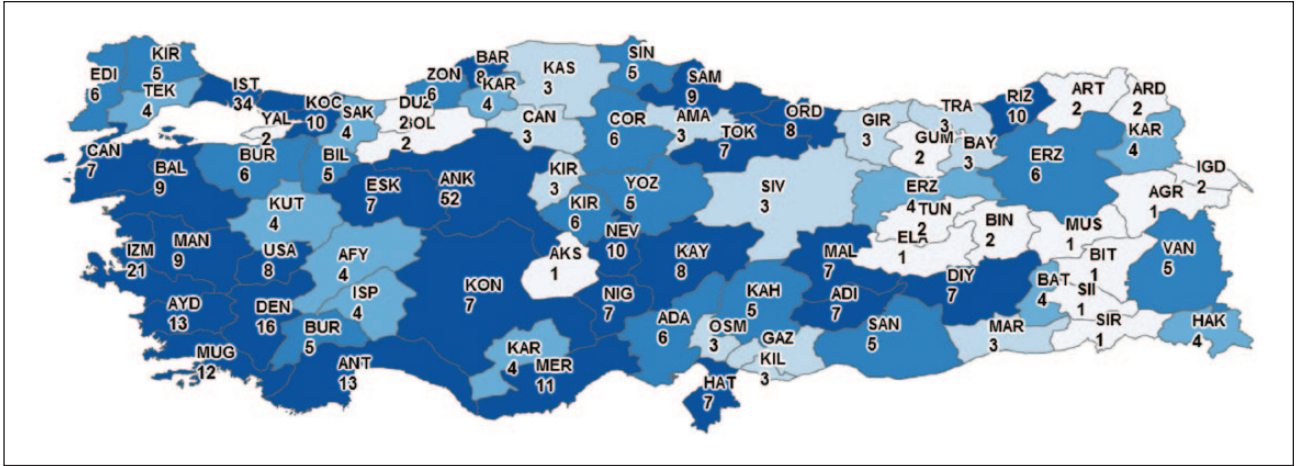 KIR
5
EDI
6
TEK
4
IST
34
KOC
10
YAL
2
SAK
4
DUZ
2
BOL
2
ZON
6
BAR
8
KAR
4
KAS
3
SIN
5
SAM
9
CAN
3
COR
6
AMA
3
TOK
7
ORD
8
GIR
3
TRA
3
GUM
2
BAY
3
RIZ
10
ART
2
ARD
2
KAR
4
ERZ
6
IGD
2
AGR
1
CAN
7
BAL
9
BUR
6
BIL
5
ESK
7
ANK
52
KIR
3
KIR
6
YOZ
5
SIV
3
ERZ
4
TUN
2
ELA
1
BIN
2
MUS
1
BIT
1
VAN
5
KUT
4
IZM
21
MAN
9
USA
8
AFY
4
AKS
1
NEV
10
KAY
8
MAL
7
DIY
7
BAT
4
SII
1
SIR
1
HAK
4
AYD
13
DEN
16
ISP
4
BUR
5
KON
7
NIG
7
ADA
6
KAH
5
ADI
7
SAN
5
MAR
3
MUG
12
ANT
13
KAR
4
MER
11
OSM
3
GAZ
KIL
3
HAT
7